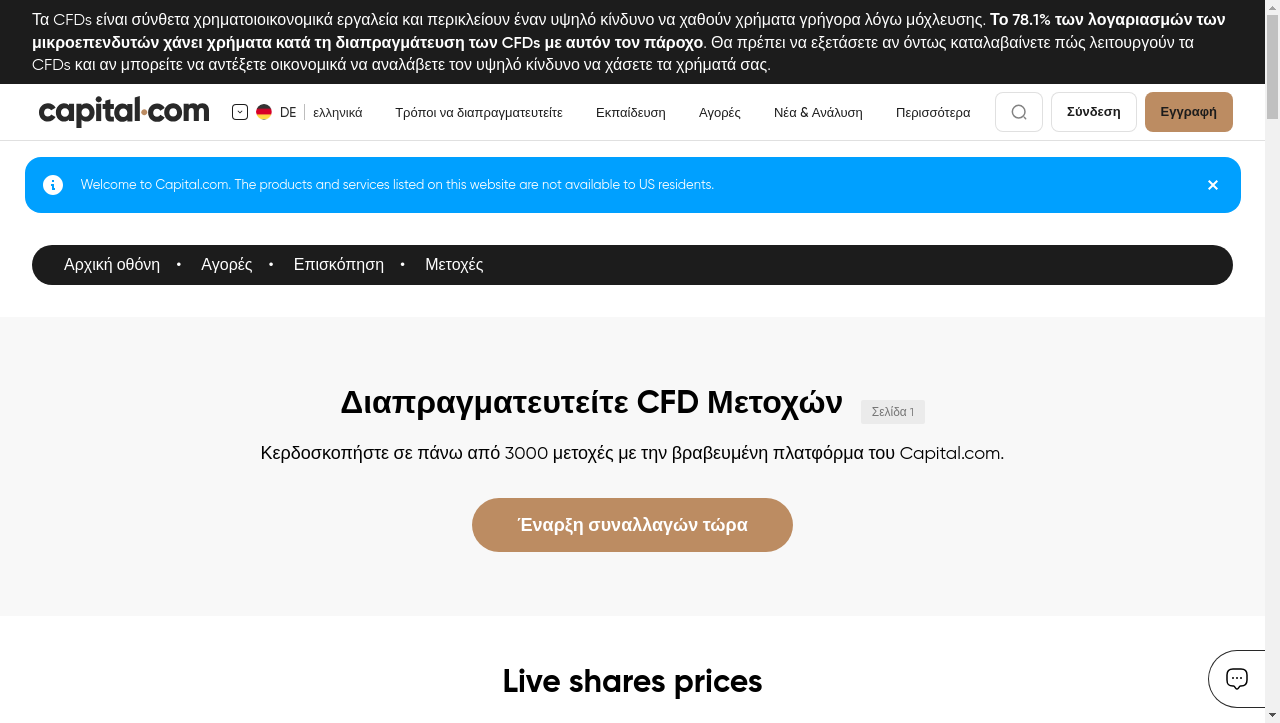 Τα CFDs είναι σύνθετα χρηματοιοικονομικά εργαλεία και περικλείουν έναν υψηλό κίνδυνο να χαθούν χρήματα γρήγορα λόγω μόχλευσης. Το 78.1% των λογαριασμών των
μικροεπενδυτών χάνει χρήματα κατά τη διαπραγμάτευση των CFDs με αυτόν τον πάροχο. Θα πρέπει να εξετάσετε αν όντως καταλαβαίνετε πώς λειτουργούν τα
CFDs και αν μπορείτε να αντέξετε οικονομικά να αναλάβετε τον υψηλό κίνδυνο να χάσετε τα χρήματά σας.
capital.com DE ελληνικά Τρόποι να διαπραγματευτείτε Εκπαίδευση Αγορές Νέα & Ανάλυση Περισσότερα Σύνδεση Εγγραφή
Welcome to Capital.com. The products and services listed on this website are not available to US residents.
Αρχική οθόνη • Αγορές • Επισκόπηση • Μετοχές
Διαπραγματευτείτε CFD Μετοχών Σελίδα 1
Κερδοσκοπήστε σε πάνω από 3000 μετοχές με την βραβευμένη πλατφόρμα του Capital.com.
Έναρξη συναλλαγών τώρα
Live shares prices